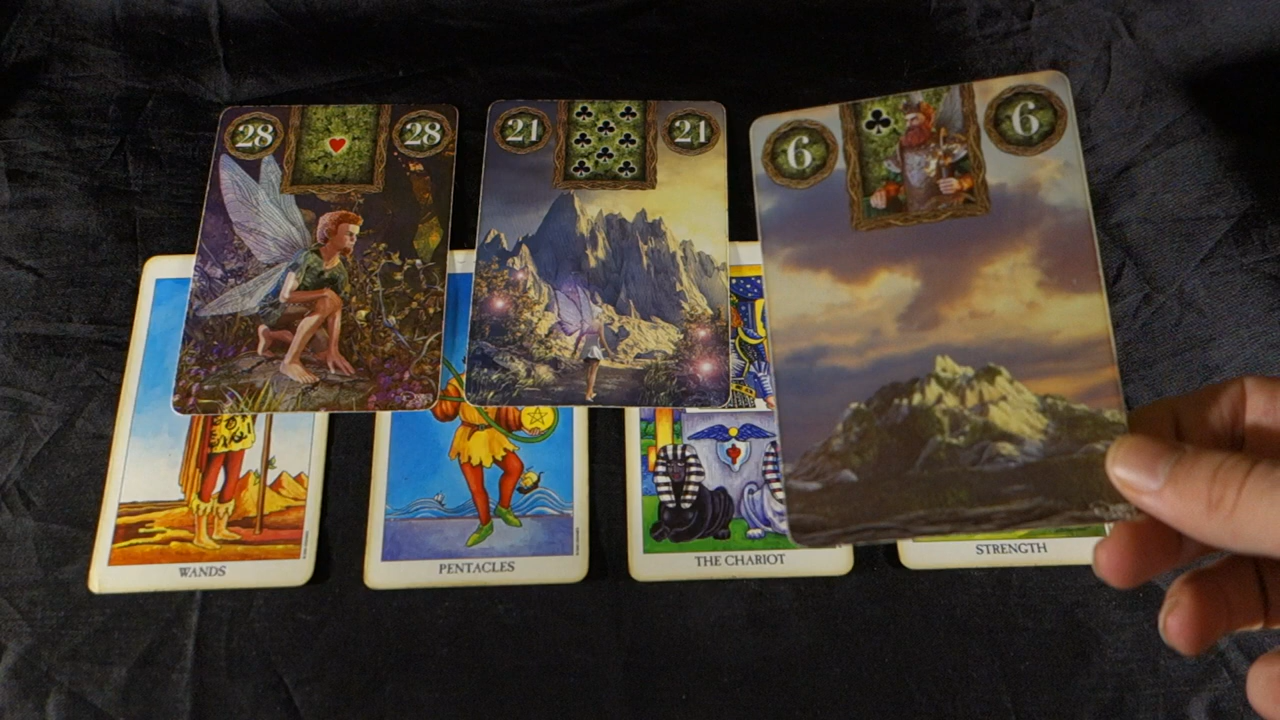 28 28
21 21
6 6
WANDS
PENTACLES
THE CHARIOT
STRENGTH